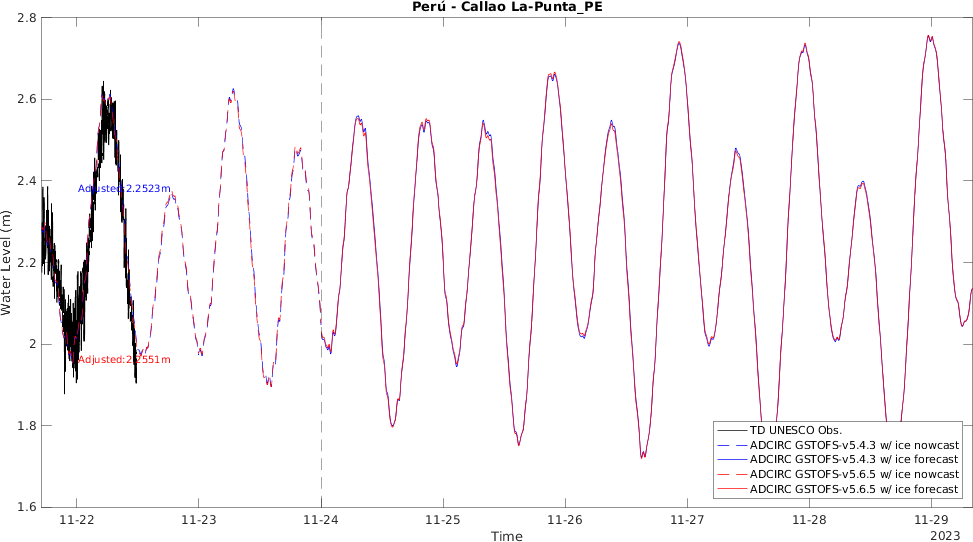 Perú - Callao La-Punta_PE
2.8
2.6
2.4
2.2
2
1.8
1.6
Water Level (m)
Adjusted:2.2523m
Adjusted:2.2551m
TD UNESCO Obs.
ADCIRC GSTOFS-v5.4.3 w/ ice nowcast
ADCIRC GSTOFS-v5.4.3 w/ ice forecast
ADCIRC GSTOFS-v5.6.5 w/ ice nowcast
ADCIRC GSTOFS-v5.6.5 w/ ice forecast
11-22 11-23 11-24 11-25 11-26 11-27 11-28 11-29
Time 2023